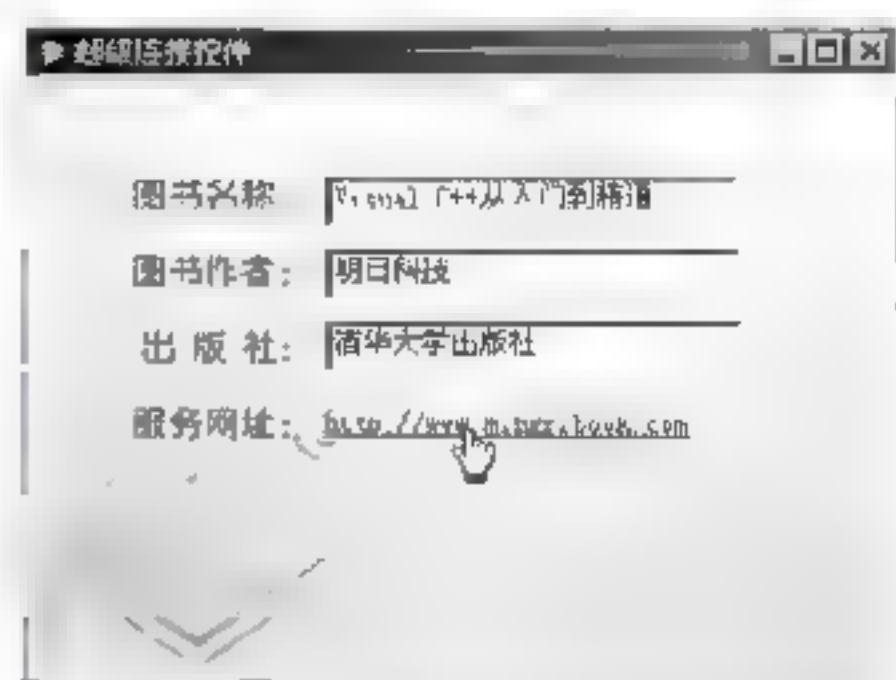 超级连接控件
图书名称 Visual C++从入门到精通
图书作者: 明日科技
出 版 社: 清华大学出版社
服务网址: